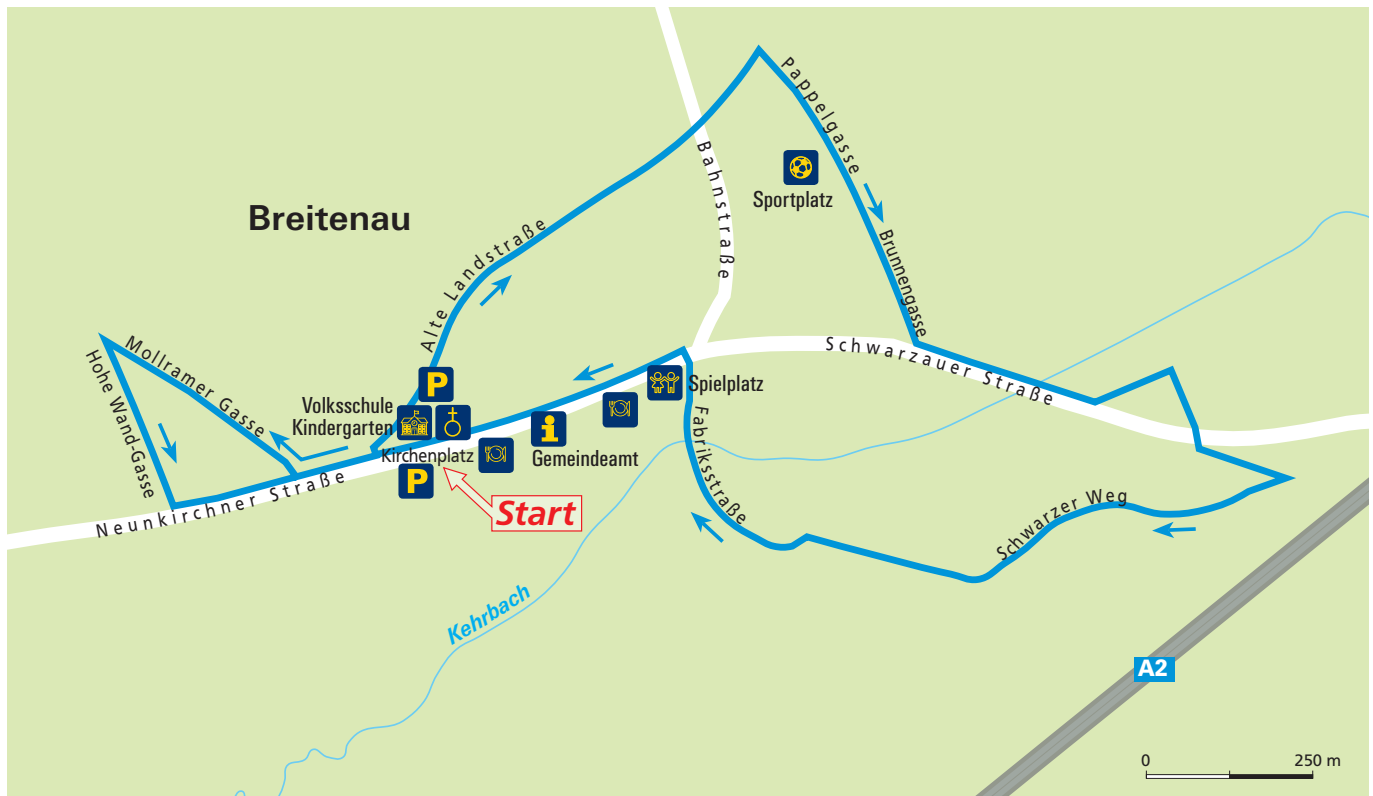 Pappelgasse
Bahnstraße
Sportplatz
Breitenau
Alte Landstraße
Brunnengasse
Mollramer Gasse
Hohe Wand-Gasse
Schwarzauer Straße
P
Spielplatz
Volksschule
Kindergarten
Fabriksstraße
Kirchenplatz
i
Gemeindeamt
P
Neunkirchner Straße
Start
Schwarzer Weg
Kehrbach
A2
0 250 m